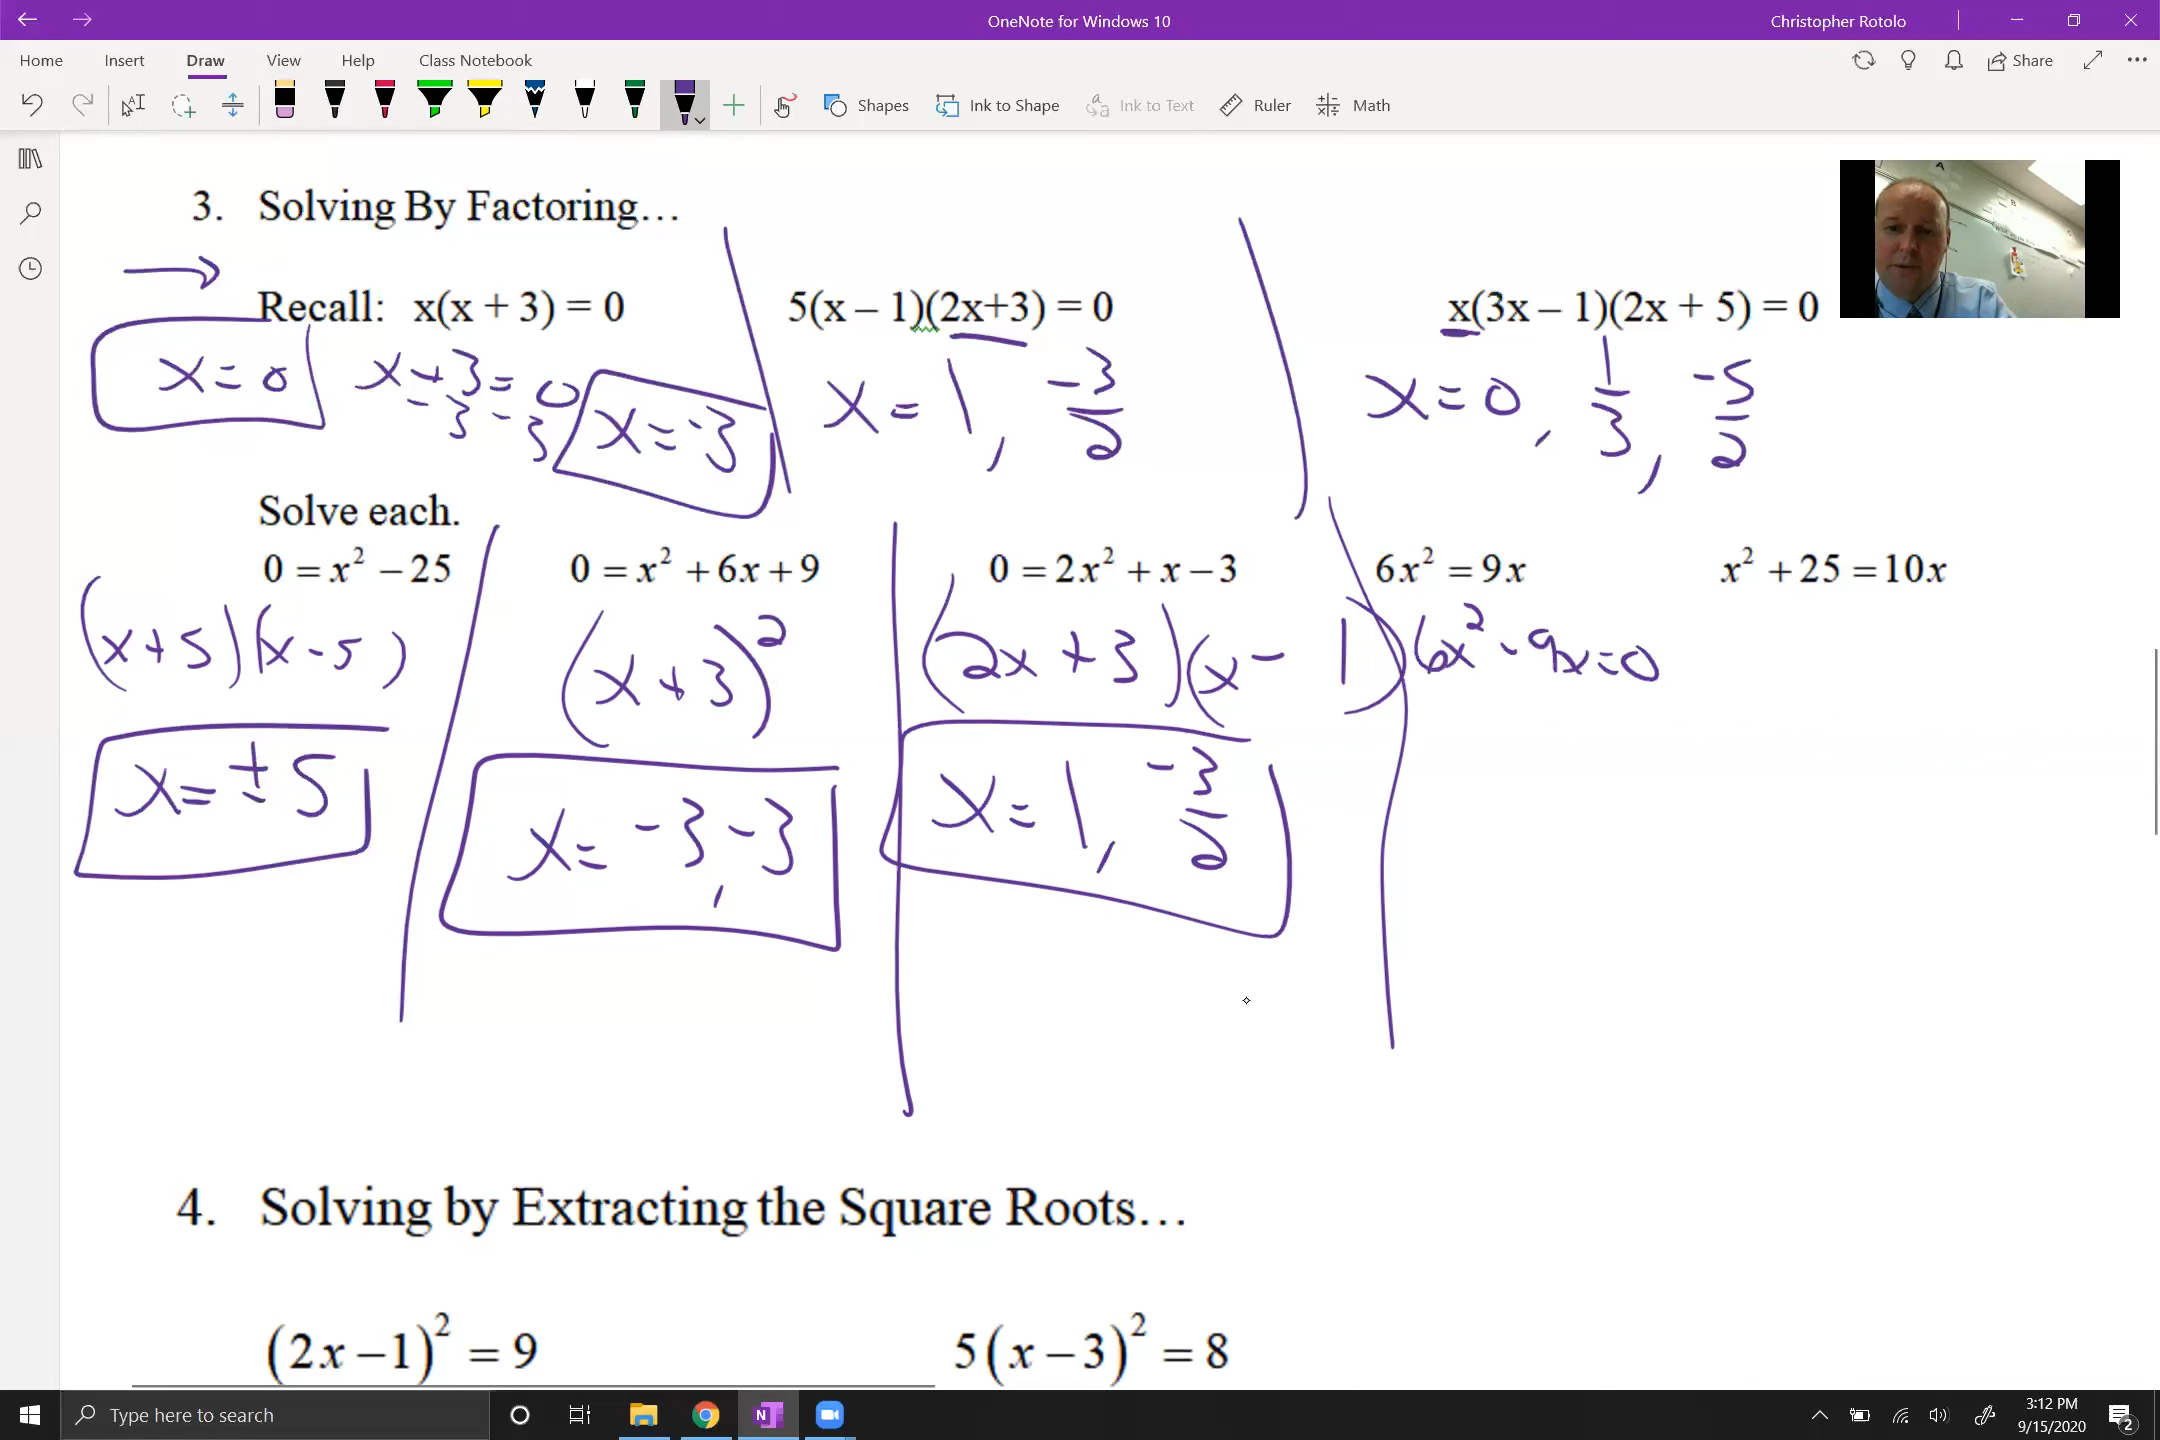 OneNote for Windows 10
Christopher Rotolo
Home Insert Draw View Help Class Notebook
Share
Shapes Ink to Shape Ink to Text Ruler Math
3. Solving By Factoring...
Recall: x(x + 3) = 0
5(x – 1)(2x+3) = 0
x(3x – 1)(2x + 5) = 0
x = 0
x + 3 = 0
- 3 - 3
x = -3
x = 1, -3/2
x = 0, 1/3, -5/2
Solve each.
0 = x² − 25
0 = x² + 6x + 9
0 = 2x² + x − 3
6x² = 9x
x² + 25 = 10x
(x + 5)(x - 5)
(x + 3)²
(2x + 3)(x - 1)
6x² - 9x = 0
x = ± 5
x = -3, -3
x = 1, -3/2
4. Solving by Extracting the Square Roots...
(2x − 1)² = 9
5(x − 3)² = 8
Type here to search
3:12 PM
9/15/2020
2